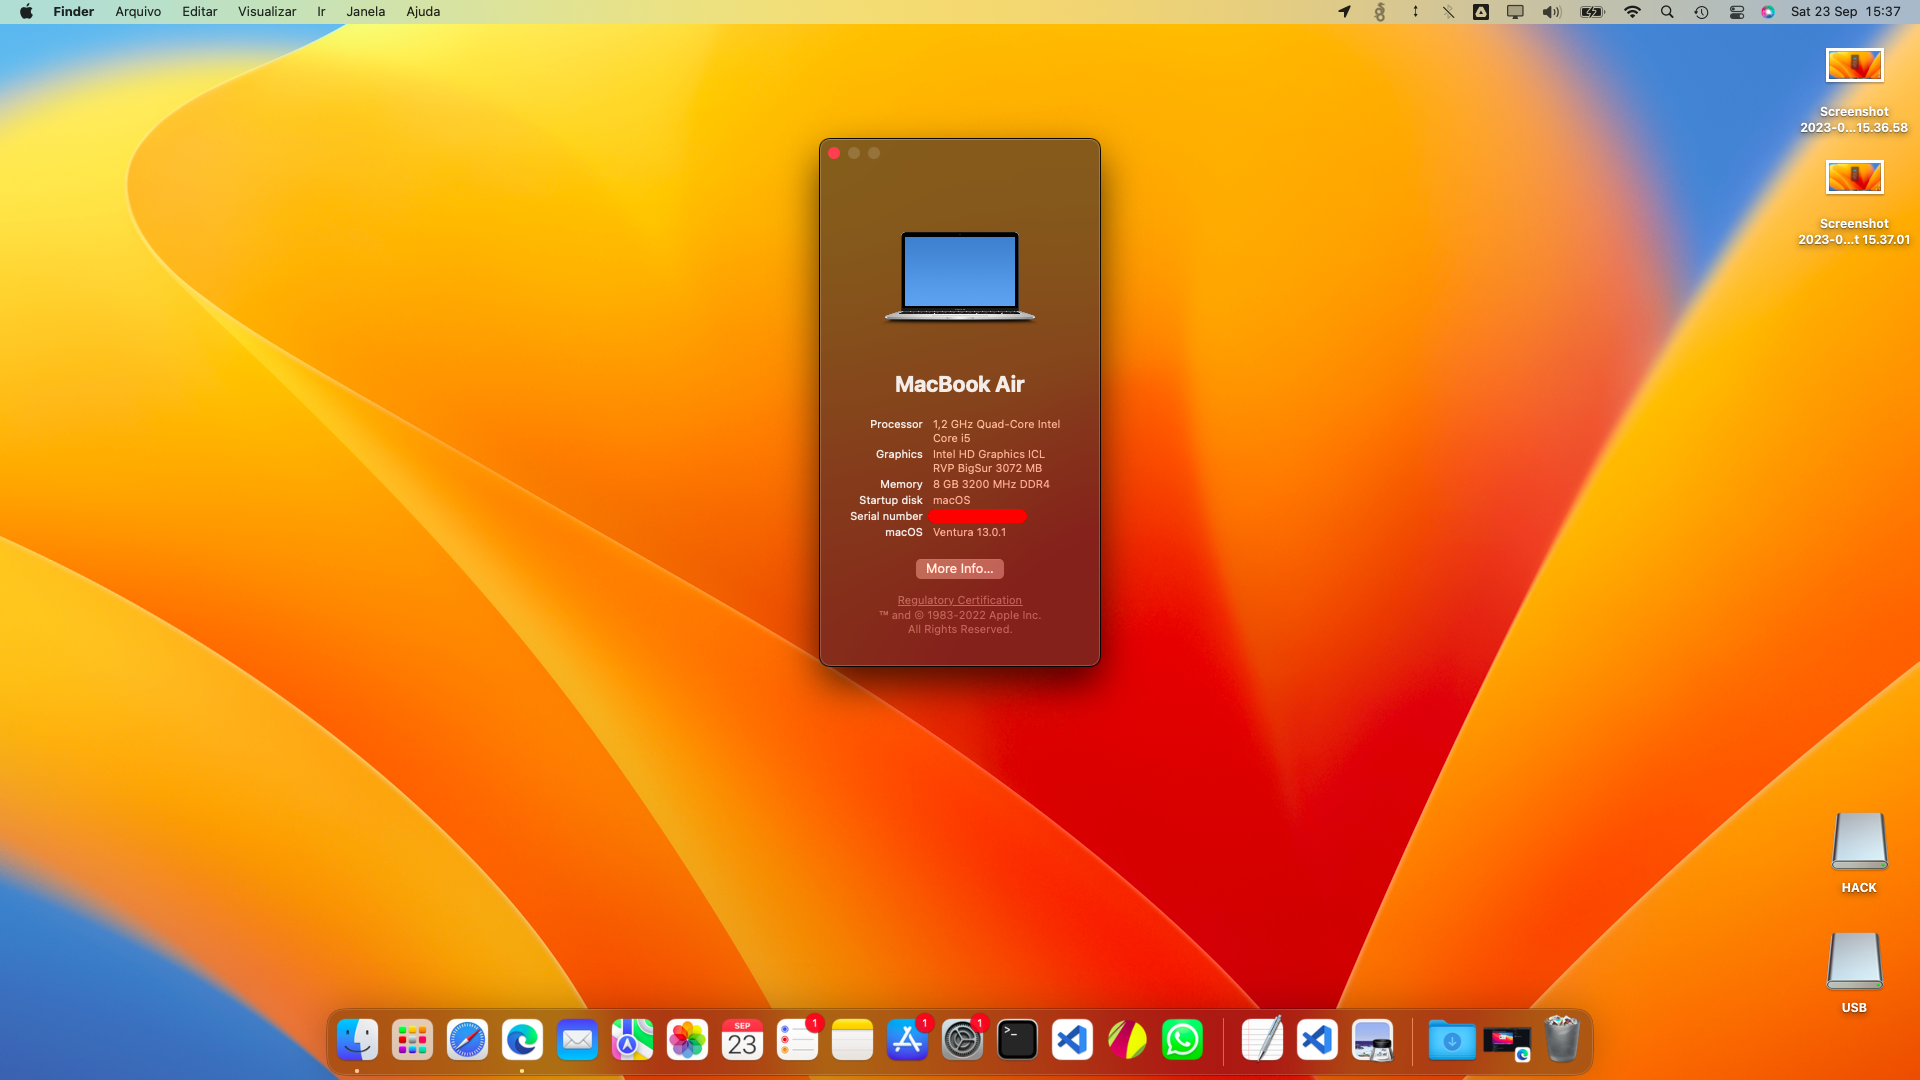 Finder Arquivo Editar Visualizar Ir Janela Ajuda
Sat 23 Sep 15:37
Screenshot
2023-0...15.36.58
Screenshot
2023-0...t 15.37.01
MacBook Air
Processor 1,2 GHz Quad-Core Intel
Core i5
Graphics Intel HD Graphics ICL
RVP BigSur 3072 MB
Memory 8 GB 3200 MHz DDR4
Startup disk macOS
Serial number
macOS Ventura 13.0.1
More Info...
Regulatory Certification
™ and © 1983-2022 Apple Inc.
All Rights Reserved.
HACK
USB
SEP
23
1
1
1
>_